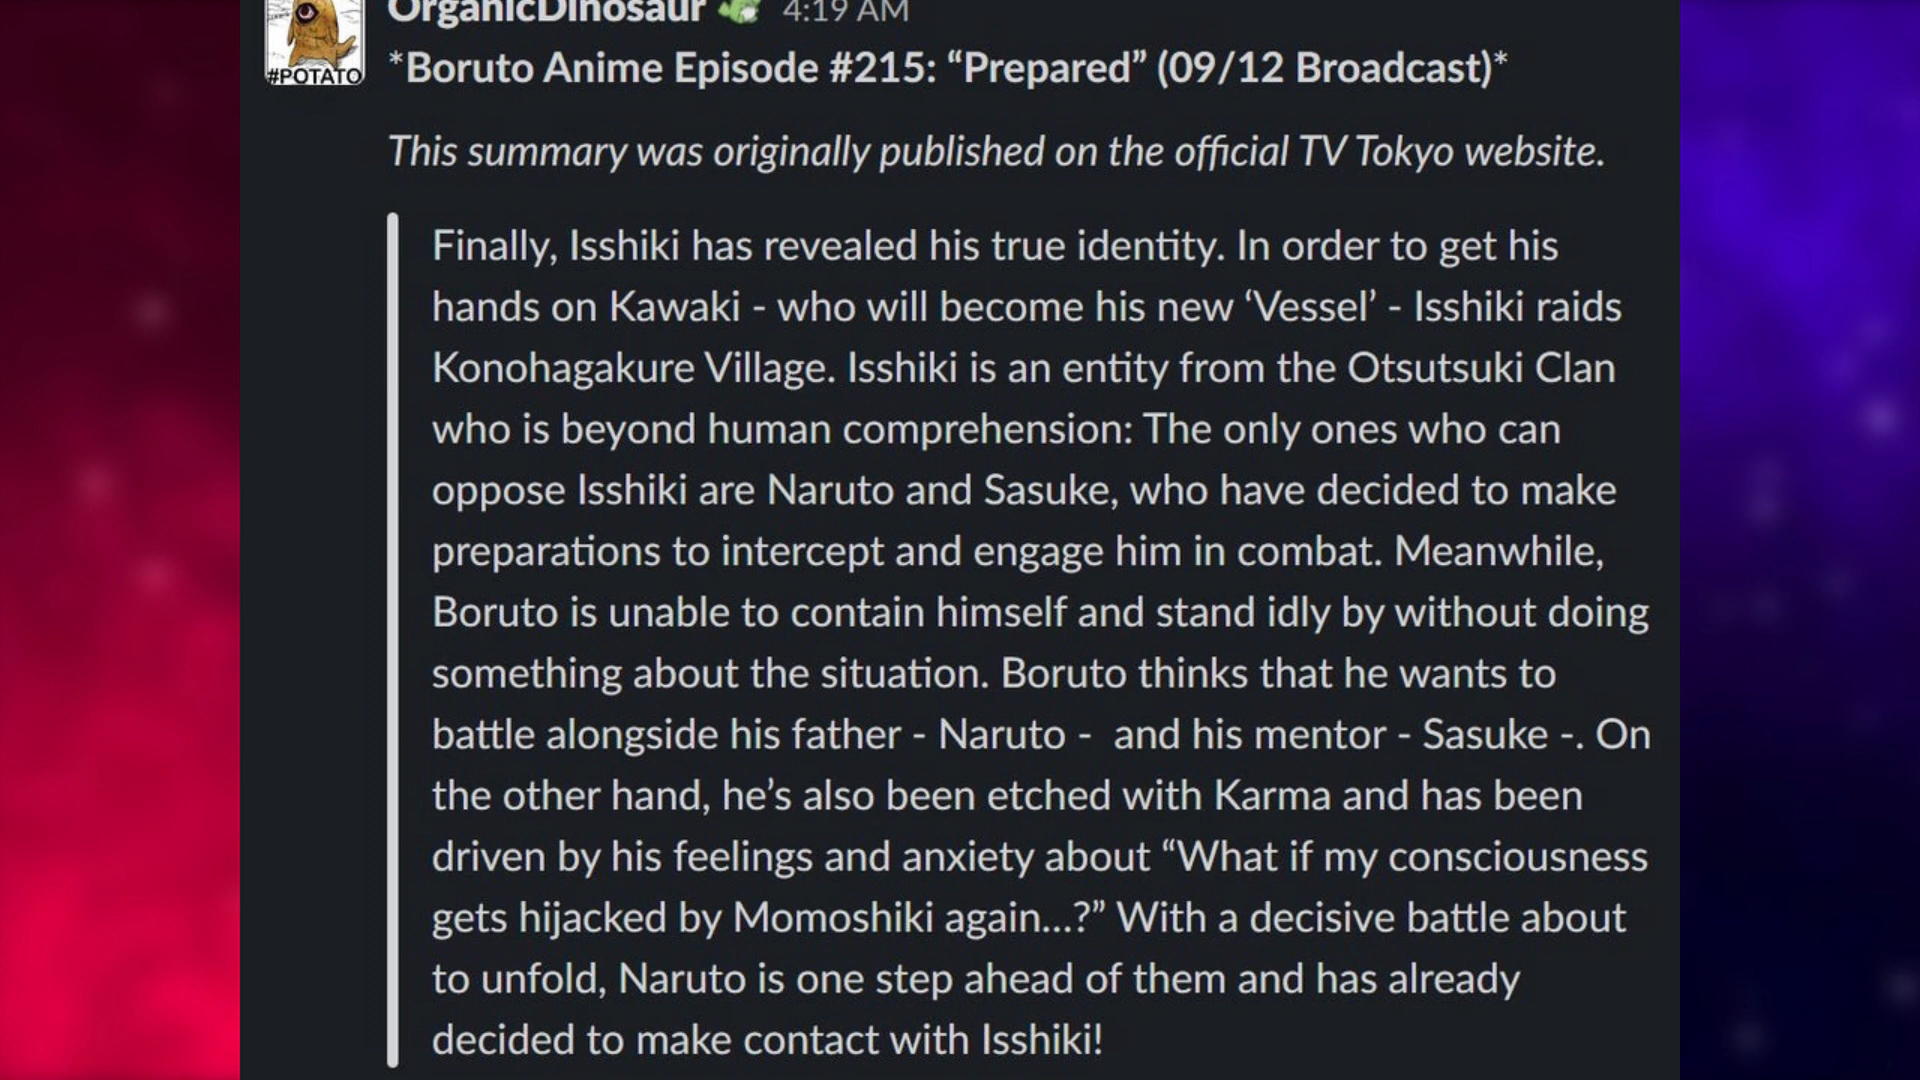 OrganicDinosaur 4:19 AM
#POTATO
*Boruto Anime Episode #215: “Prepared” (09/12 Broadcast)*
This summary was originally published on the official TV Tokyo website.
Finally, Isshiki has revealed his true identity. In order to get his
hands on Kawaki - who will become his new ‘Vessel’ - Isshiki raids
Konohagakure Village. Isshiki is an entity from the Otsutsuki Clan
who is beyond human comprehension: The only ones who can
oppose Isshiki are Naruto and Sasuke, who have decided to make
preparations to intercept and engage him in combat. Meanwhile,
Boruto is unable to contain himself and stand idly by without doing
something about the situation. Boruto thinks that he wants to
battle alongside his father - Naruto -  and his mentor - Sasuke -. On
the other hand, he’s also been etched with Karma and has been
driven by his feelings and anxiety about “What if my consciousness
gets hijacked by Momoshiki again...?” With a decisive battle about
to unfold, Naruto is one step ahead of them and has already
decided to make contact with Isshiki!